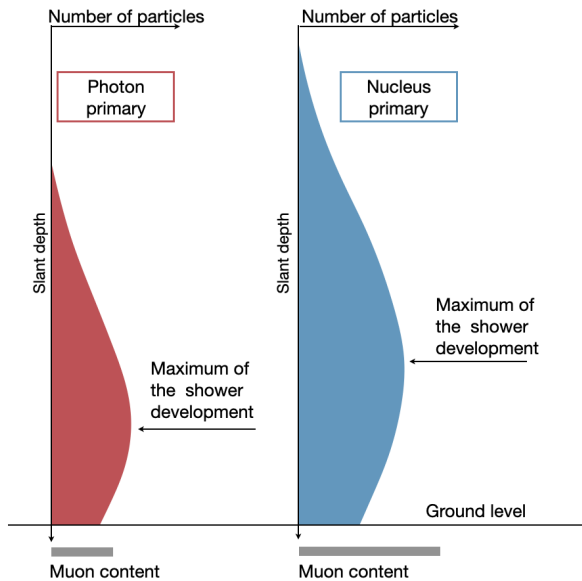 Number of particles
Photon
primary
Slant depth
Maximum of
the shower
development
Muon content
Number of particles
Nucleus
primary
Slant depth
Maximum of
the shower
development
Ground level
Muon content